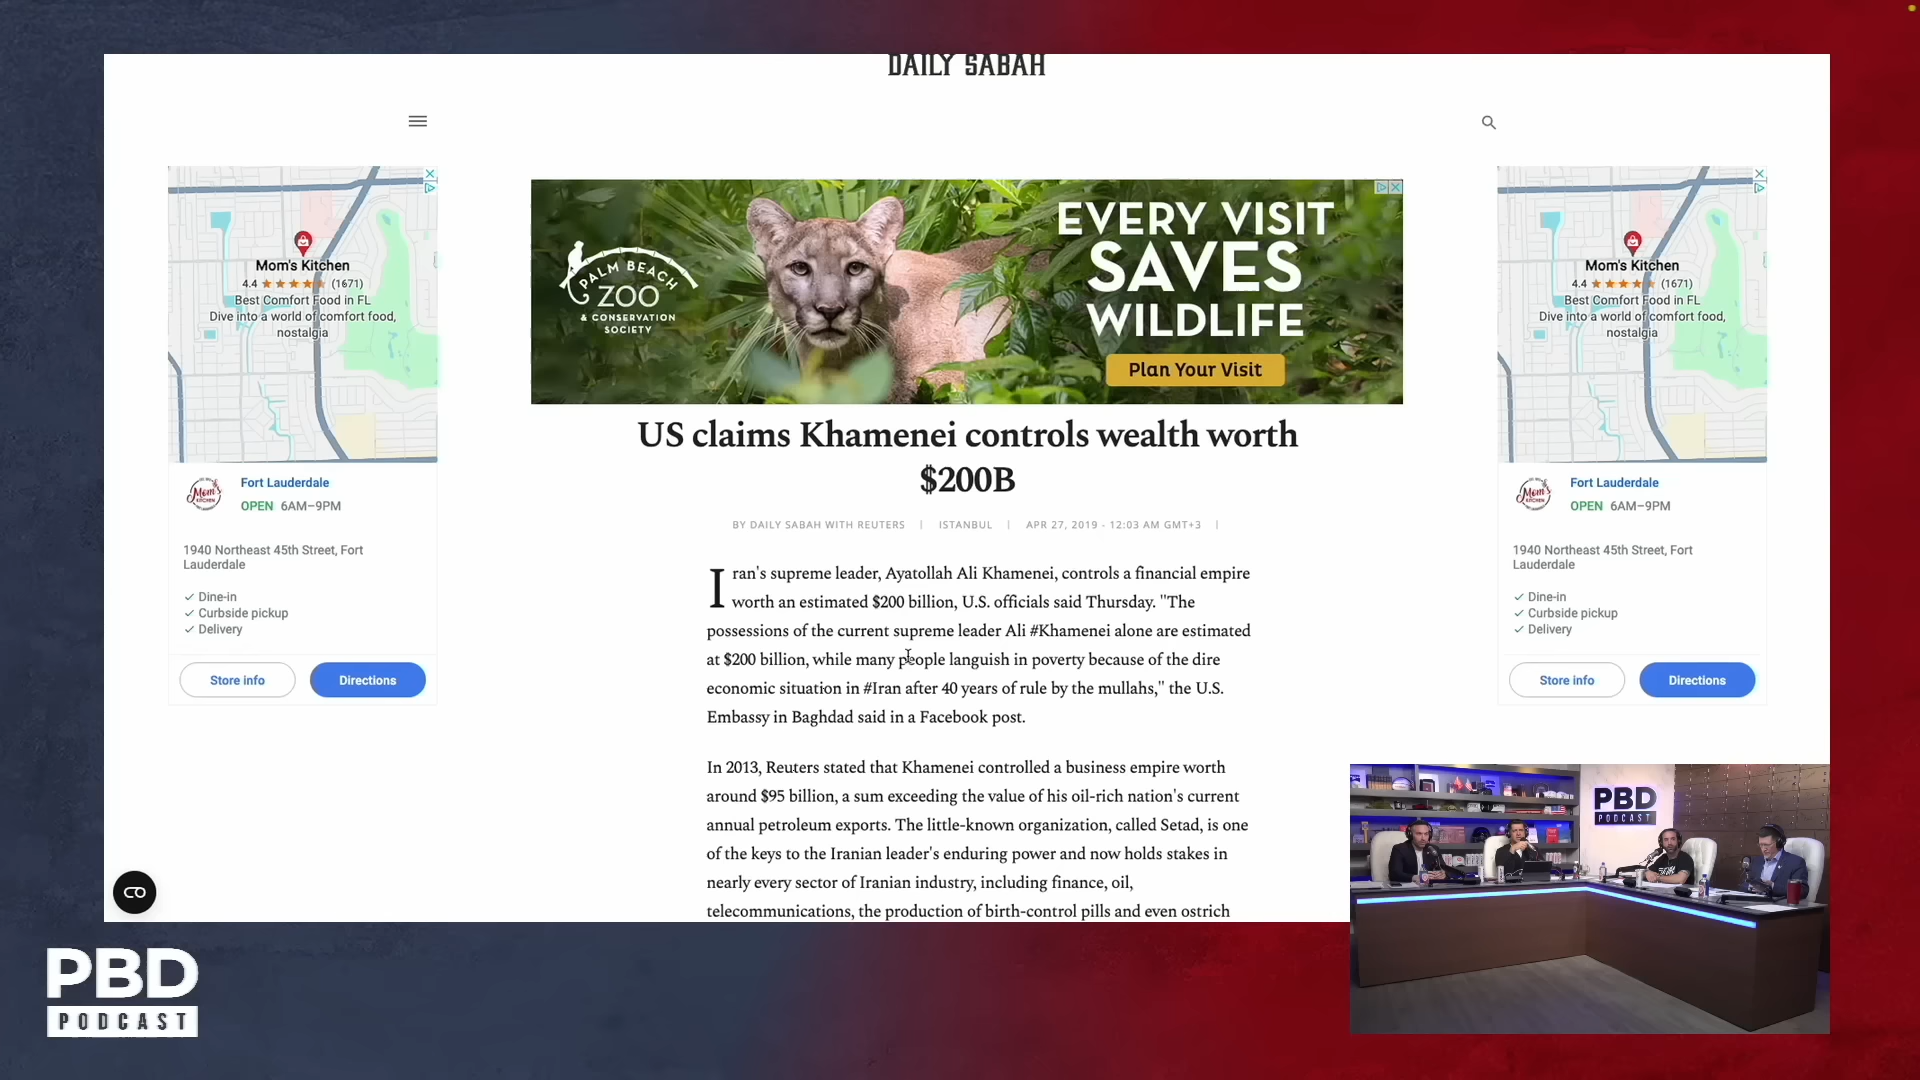 DAILY SABAH
PALM BEACH
ZOO
& CONSERVATION
SOCIETY
EVERY VISIT
SAVES
WILDLIFE
Plan Your Visit
Mom's Kitchen
4.4 (1671)
Best Comfort Food in FL
Dive into a world of comfort food,
nostalgia
Fort Lauderdale
OPEN 6AM–9PM
1940 Northeast 45th Street, Fort
Lauderdale
Dine-in
Curbside pickup
Delivery
Store info
Directions
US claims Khamenei controls wealth worth
$200B
BY DAILY SABAH WITH REUTERS | ISTANBUL | APR 27, 2019 - 12:03 AM GMT+3 |
Iran's supreme leader, Ayatollah Ali Khamenei, controls a financial empire
worth an estimated $200 billion, U.S. officials said Thursday. "The
possessions of the current supreme leader Ali #Khamenei alone are estimated
at $200 billion, while many people languish in poverty because of the dire
economic situation in #Iran after 40 years of rule by the mullahs," the U.S.
Embassy in Baghdad said in a Facebook post.
In 2013, Reuters stated that Khamenei controlled a business empire worth
around $95 billion, a sum exceeding the value of his oil-rich nation's current
annual petroleum exports. The little-known organization, called Setad, is one
of the keys to the Iranian leader's enduring power and now holds stakes in
nearly every sector of Iranian industry, including finance, oil,
telecommunications, the production of birth-control pills and even ostrich
Mom's Kitchen
4.4 (1671)
Best Comfort Food in FL
Dive into a world of comfort food,
nostalgia
Fort Lauderdale
OPEN 6AM–9PM
1940 Northeast 45th Street, Fort
Lauderdale
Dine-in
Curbside pickup
Delivery
Store info
Directions
PBD
PODCAST
PBD
PODCAST